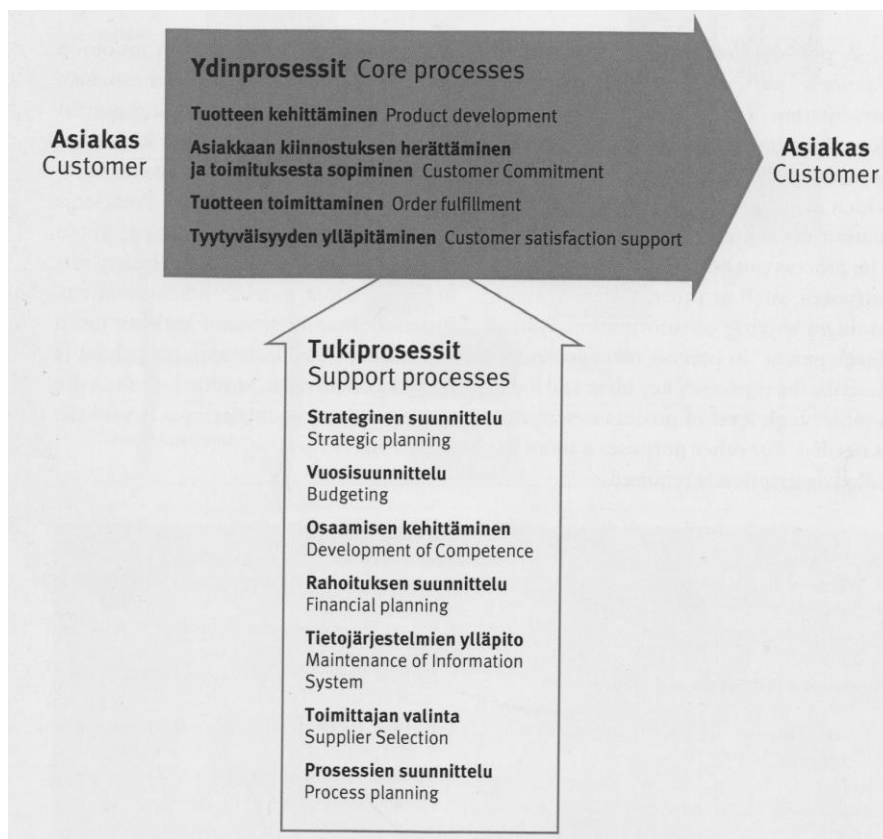 Ydinprosessit Core processes
Tuotteen kehittäminen Product development
Asiakkaan kiinnostuksen herättäminen
ja toimituksesta sopiminen Customer Commitment
Tuotteen toimittaminen Order fulfillment
Tyytyväisyyden ylläpitäminen Customer satisfaction support
Asiakas
Customer
Asiakas
Customer
Tukiprosessit
Support processes
Strateginen suunnittelu
Strategic planning
Vuosisuunnittelu
Budgeting
Osaamisen kehittäminen
Development of Competence
Rahoituksen suunnittelu
Financial planning
Tietojärjestelmien ylläpito
Maintenance of Information
System
Toimittajan valinta
Supplier Selection
Prosessien suunnittelu
Process planning